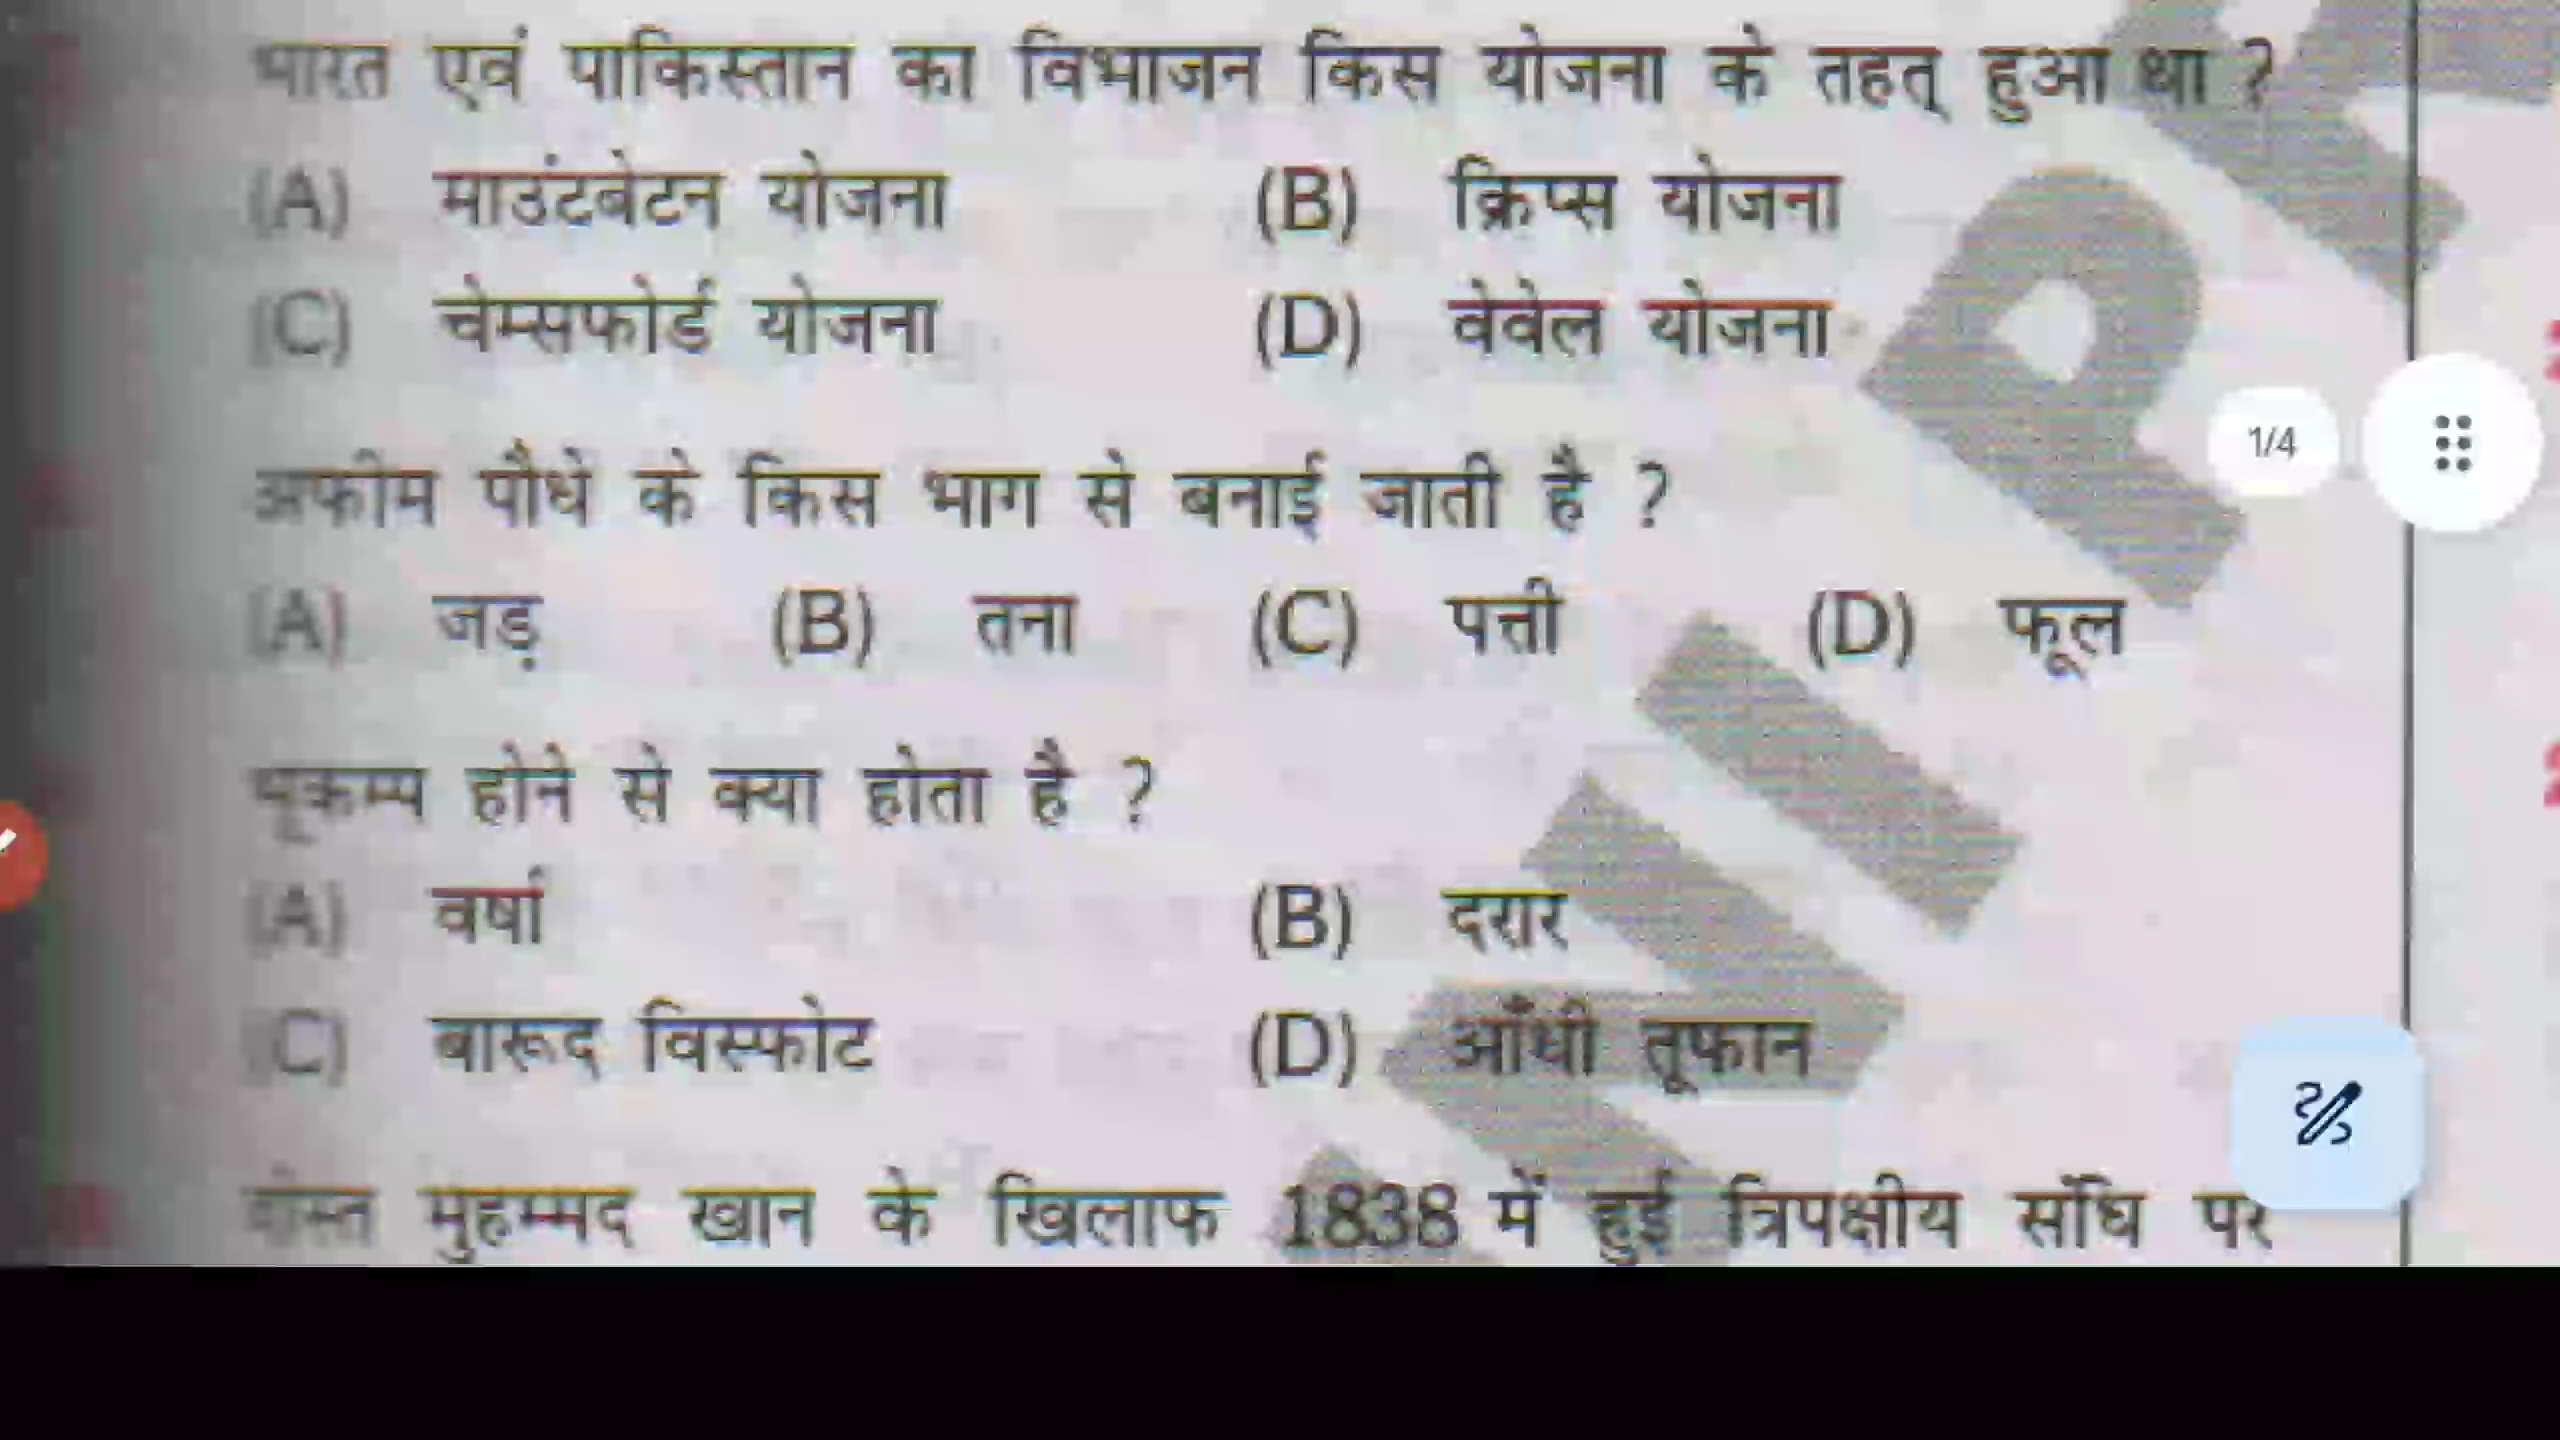 भारत एवं पाकिस्तान का विभाजन किस योजना के तहत् हुआ था ?
(A) माउंटबेटन योजना (B) क्रिप्स योजना
(C) चेम्सफोर्ड योजना (D) वेवेल योजना
1/4
अफीम पौधे के किस भाग से बनाई जाती है ?
(A) जड़ (B) तना (C) पत्ती (D) फूल
भूकम्प होने से क्या होता है ?
(A) वर्षा (B) दरार
(C) बारूद विस्फोट (D) आँधी तूफान
दोस्त मुहम्मद खान के खिलाफ 1838 में हुई त्रिपक्षीय संधि पर